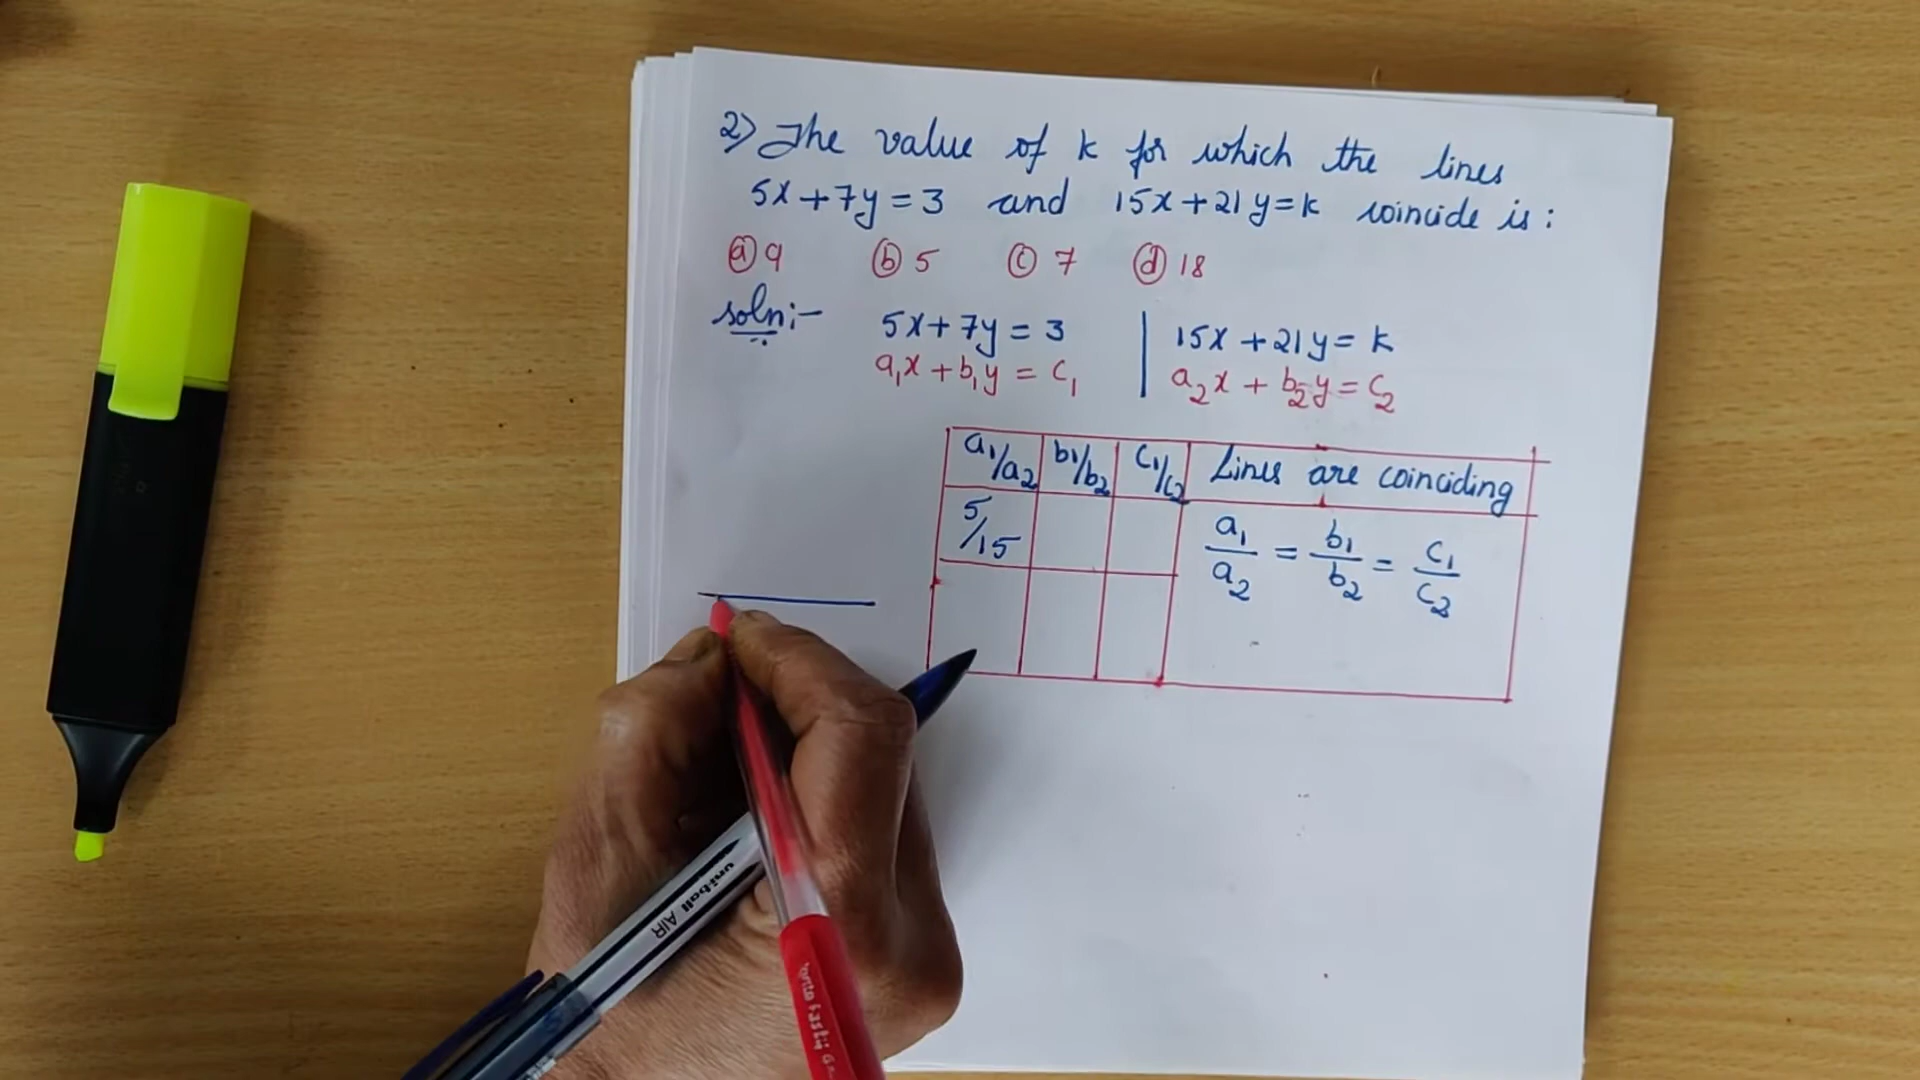 2) The value of k for which the lines
5x + 7y = 3 and 15x + 21y = k coincide is :
(a) 9 (b) 5 (c) 7 (d) 18
soln :-
5x + 7y = 3 | 15x + 21y = k
a₁x + b₁y = c₁ | a₂x + b₂y = c₂
a₁/a₂ b₁/b₂ c₁/c₂ Lines are coinciding
5/15 a₁/a₂ = b₁/b₂ = c₁/c₂
uniball AIR